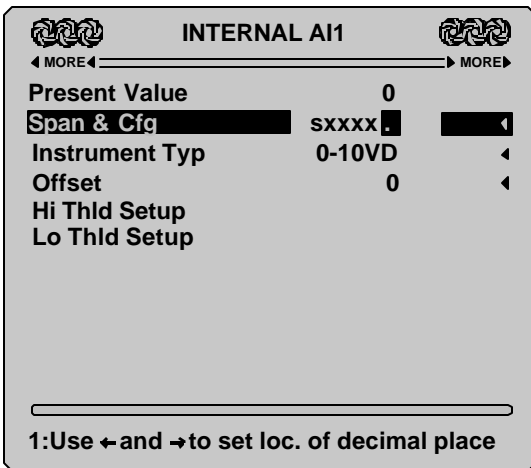 INTERNAL AI1
MORE MORE
Present Value 0
Span & Cfg sxxxx.
Instrument Typ 0-10VD
Offset 0
Hi Thld Setup
Lo Thld Setup
1:Use ← and → to set loc. of decimal place